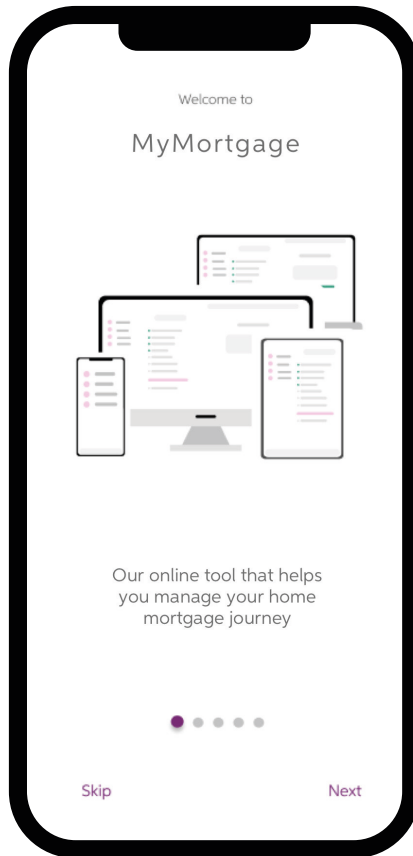 Welcome to
MyMortgage
Our online tool that helps
you manage your home
mortgage journey
Skip
Next